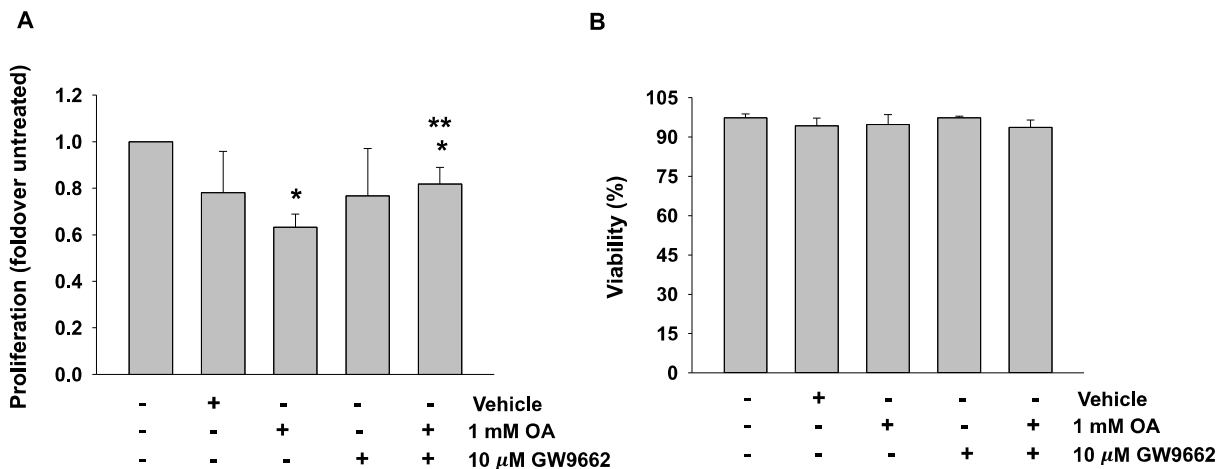 A
Proliferation (foldover untreated)
1.2
1.0
0.8
0.6
0.4
0.2
0.0
*
**
*
- + - - - Vehicle
- - + - + 1 mM OA
- - - + + 10 μM GW9662
B
Viability (%)
105
90
75
60
45
30
15
0
- + - - - Vehicle
- - + - + 1 mM OA
- - - + + 10 μM GW9662